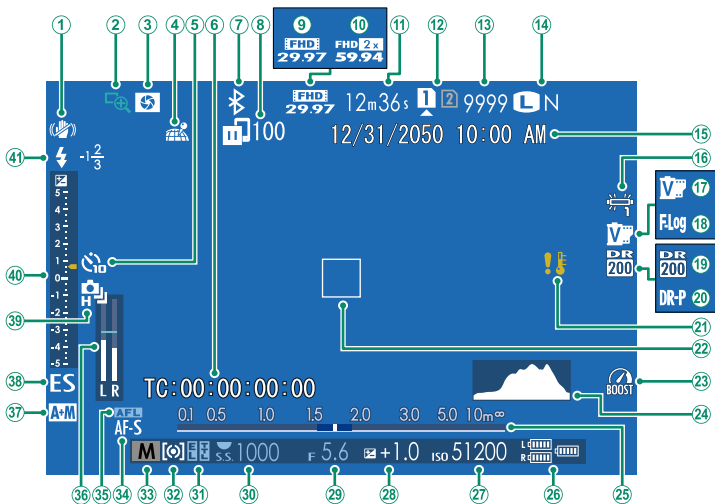 1 2 3 4 5 6 7 8 9 10 11 12 13 14
FHD 29.97 FHD 2x 59.94
FHD 29.97 12m36s 1 2 9999 L N
100
12/31/2050 10:00 AM
15
16
-1 2/3
41
1
V
17
V
F-Log 18
5
4
3
2
1
0
-1
-2
-3
-4
-5
10
DR 200
DR 200 19
DR-P 20
40
21
H
39
22
36
L R
TC:00:00:00:00
38
ES
BOOST
23
24
37
A+M
AFL
AF-S
0.1 0.5 1.0 1.5 2.0 3.0 5.0 10m∞
M S.S. 1000 F 5.6 +1.0 ISO 51200 L R
36 35 34 33 32 31 30 29 28 27 26 25